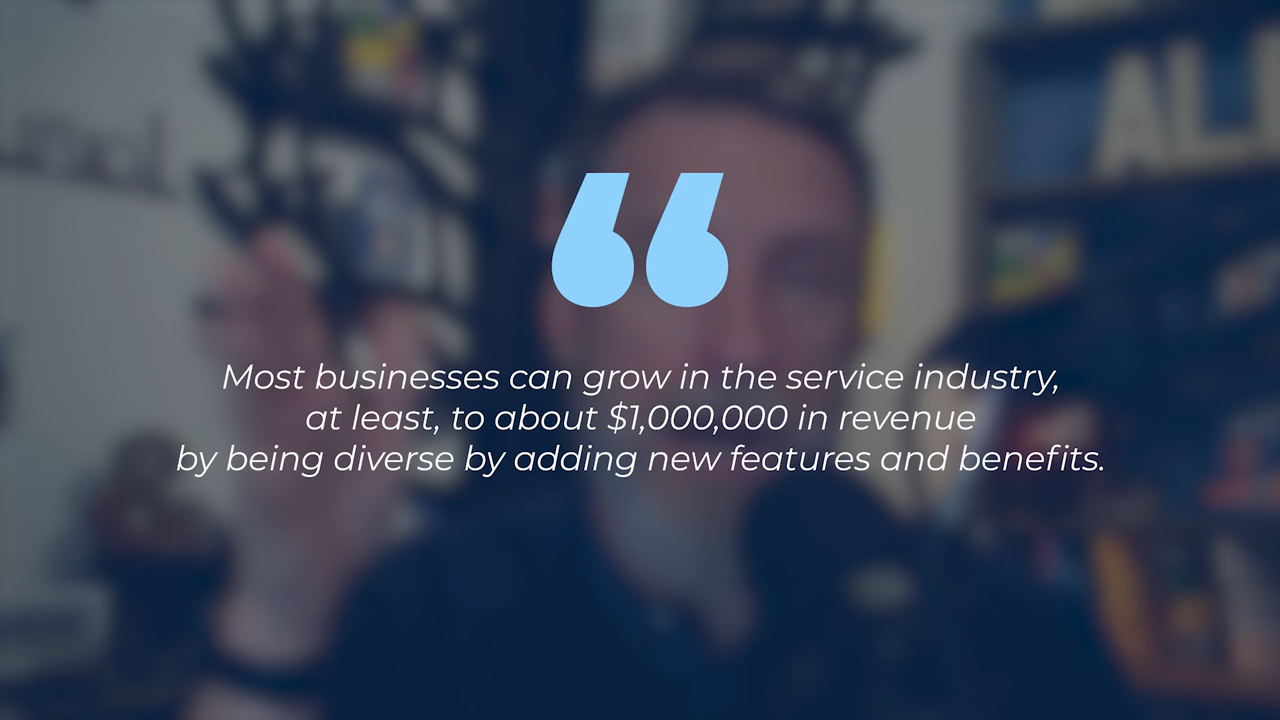 AL
“
Most businesses can grow in the service industry,
at least, to about $1,000,000 in revenue
by being diverse by adding new features and benefits.